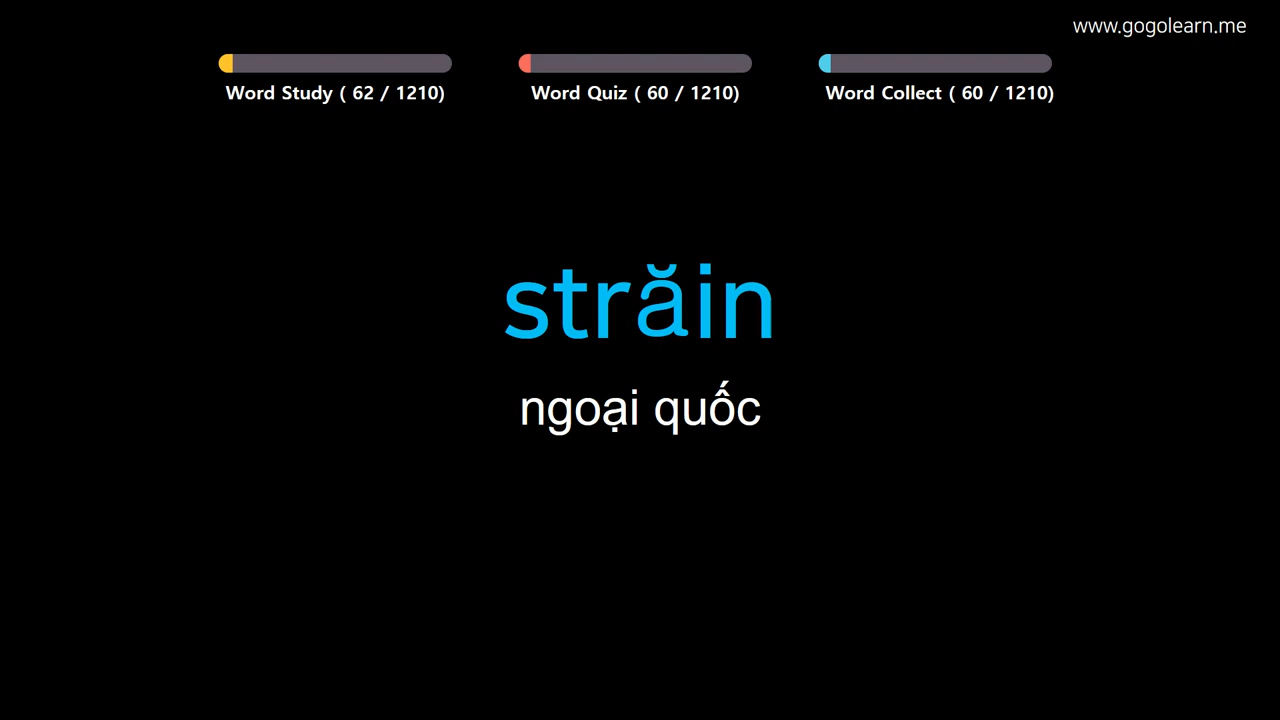 www.gogolearn.me
Word Study ( 62 / 1210)
Word Quiz ( 60 / 1210)
Word Collect ( 60 / 1210)
străin
ngoại quốc